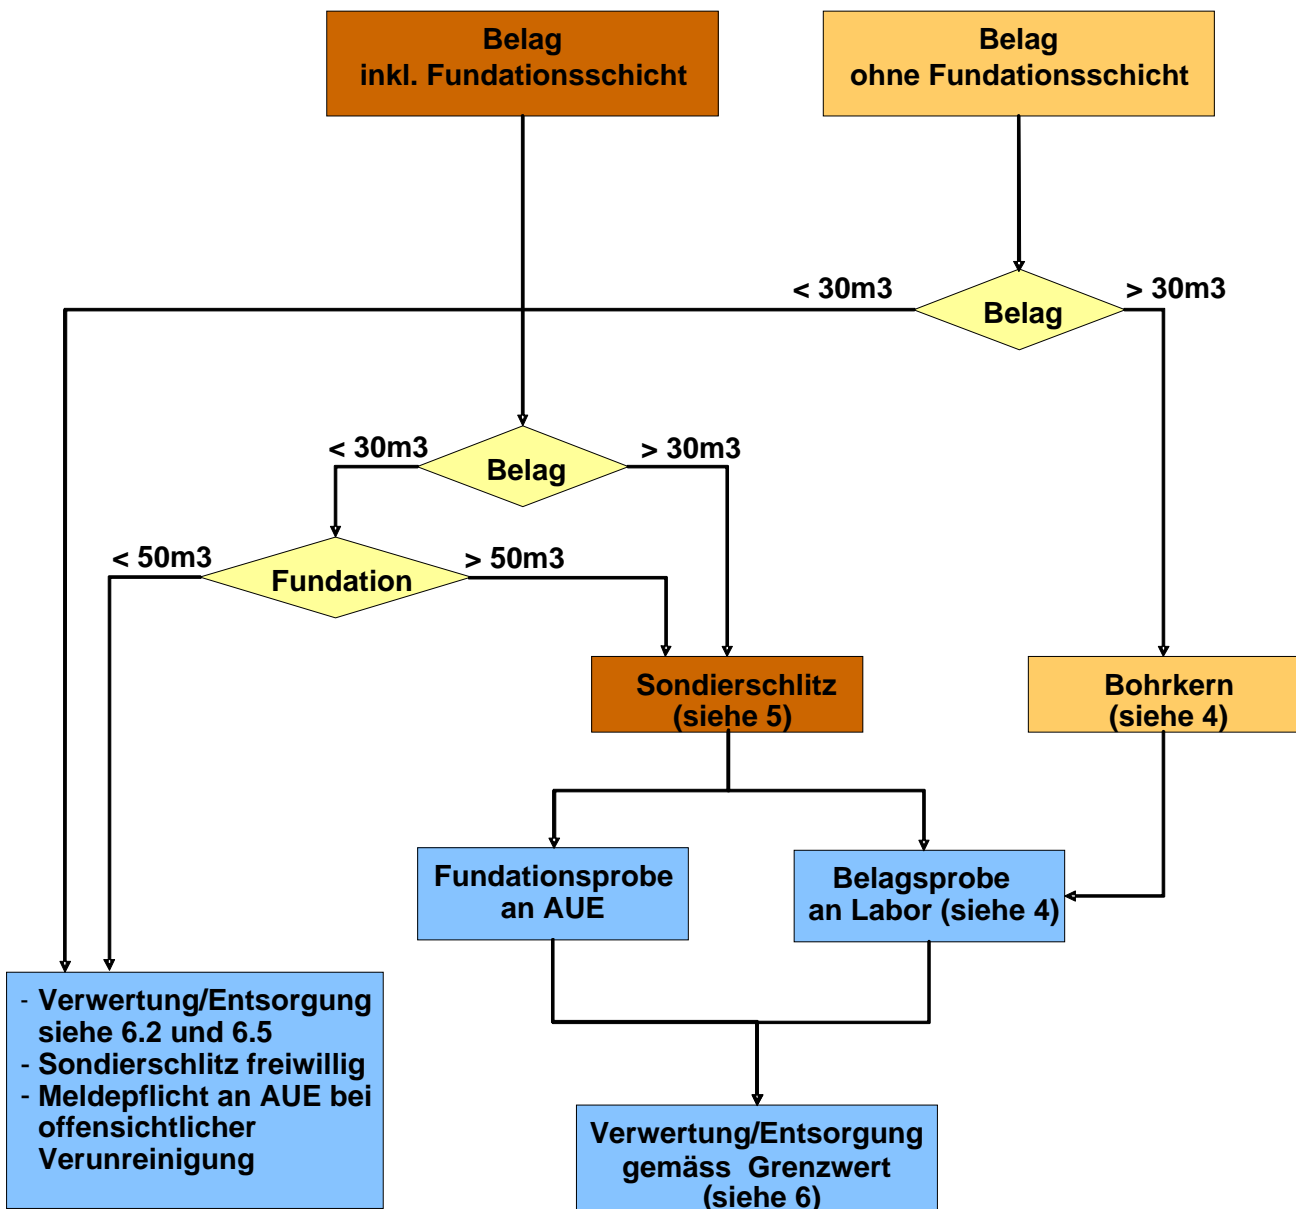 Belag
inkl. Fundationsschicht
Belag
ohne Fundationsschicht
< 30m3
> 30m3
Belag
< 30m3
> 30m3
Belag
< 50m3
> 50m3
Fundation
Sondierschlitz
(siehe 5)
Bohrkern
(siehe 4)
Fundationsprobe
an AUE
Belagsprobe
an Labor (siehe 4)
- Verwertung/Entsorgung
siehe 6.2 und 6.5
- Sondierschlitz freiwillig
- Meldepflicht an AUE bei
offensichtlicher
Verunreinigung
Verwertung/Entsorgung
gemäss Grenzwert
(siehe 6)